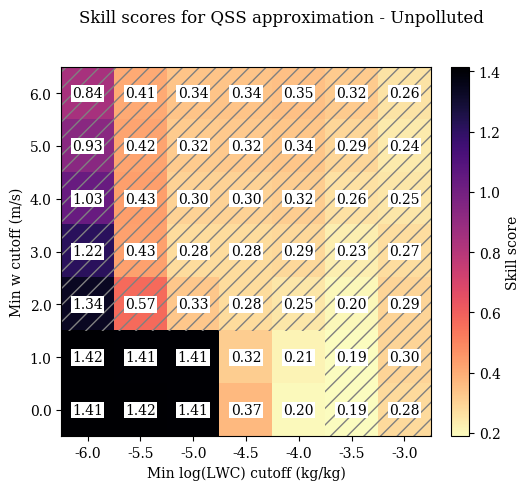 Skill scores for QSS approximation - Unpolluted
6.0 0.84 0.41 0.34 0.34 0.35 0.32 0.26
5.0 0.93 0.42 0.32 0.32 0.34 0.29 0.24
4.0 1.03 0.43 0.30 0.30 0.32 0.26 0.25
3.0 1.22 0.43 0.28 0.28 0.29 0.23 0.27
2.0 1.34 0.57 0.33 0.28 0.25 0.20 0.29
1.0 1.42 1.41 1.41 0.32 0.21 0.19 0.30
0.0 1.41 1.42 1.41 0.37 0.20 0.19 0.28
-6.0 -5.5 -5.0 -4.5 -4.0 -3.5 -3.0
Min log(LWC) cutoff (kg/kg)
Min w cutoff (m/s)
1.4
1.2
1.0
0.8
0.6
0.4
0.2
Skill score